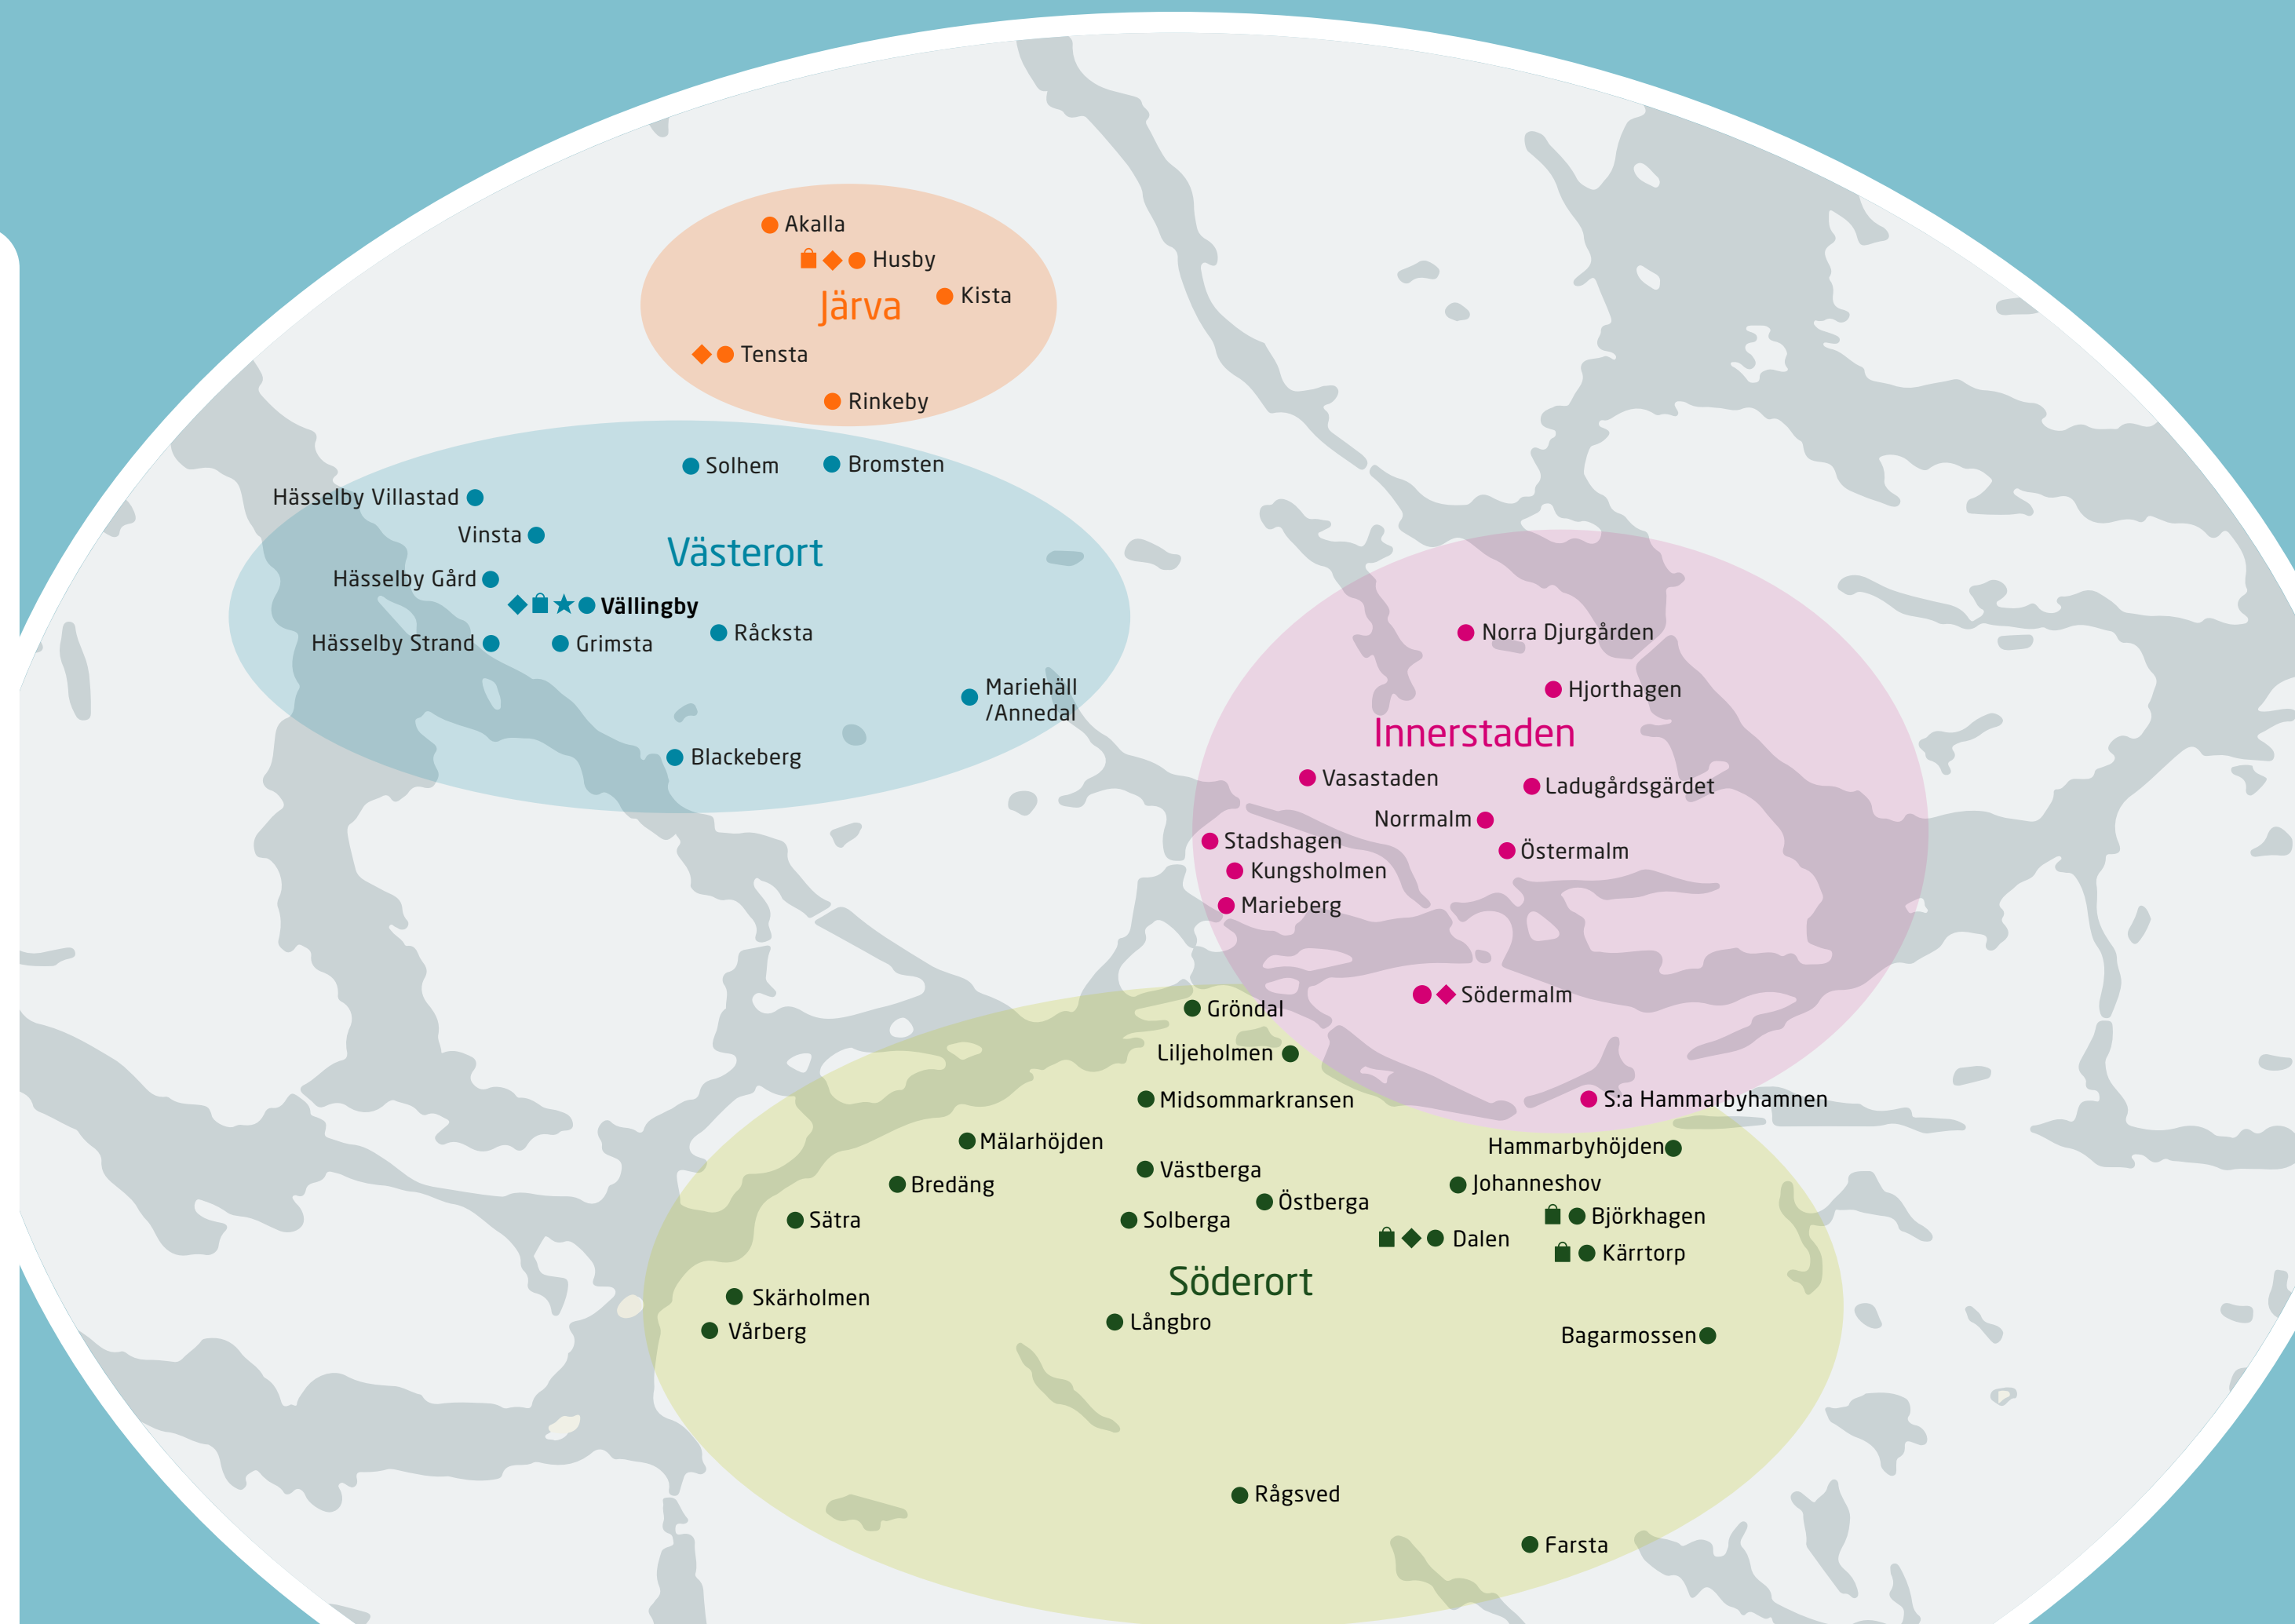 Akalla
Husby
Kista
Järva
Tensta
Rinkeby
Solhem
Bromsten
Hässelby Villastad
Vinsta
Västerort
Hässelby Gård
Vällingby
Råcksta
Hässelby Strand
Grimsta
Mariehäll
/Annedal
Blackeberg
Norra Djurgården
Hjorthagen
Innerstaden
Vasastaden
Ladugårdsgärdet
Norrmalm
Stadshagen
Östermalm
Kungsholmen
Marieberg
Södermalm
Gröndal
Liljeholmen
Midsommarkransen
S:a Hammarbyhamnen
Mälarhöjden
Hammarbyhöjden
Västberga
Bredäng
Johanneshov
Östberga
Sätra
Solberga
Björkhagen
Dalen
Kärrtorp
Söderort
Skärholmen
Långbro
Vårberg
Bagarmossen
Rågsved
Farsta